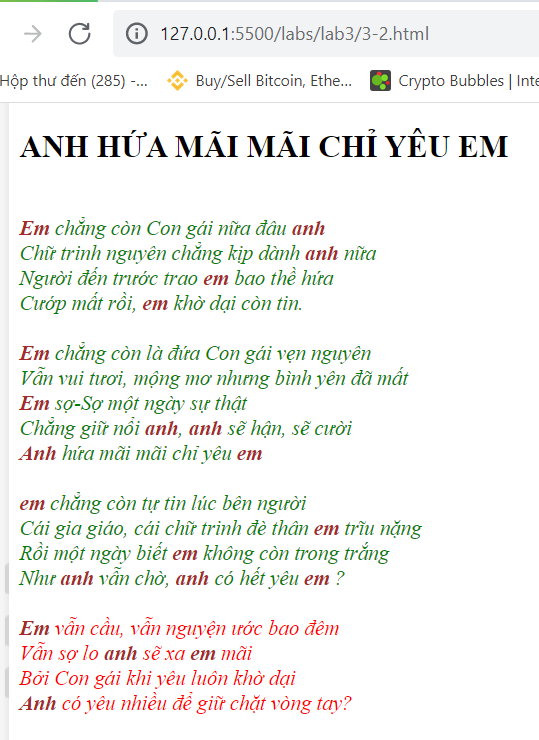 127.0.0.1:5500/labs/lab3/3-2.html
Hộp thư đến (285) -... Buy/Sell Bitcoin, Ethe... Crypto Bubbles | Inte
ANH HỨA MÃI MÃI CHỈ YÊU EM
Em chẳng còn Con gái nữa đâu anh
Chữ trinh nguyên chẳng kịp dành anh nữa
Người đến trước trao em bao thề hứa
Cướp mất rồi, em khờ dại còn tin.
Em chẳng còn là đứa Con gái vẹn nguyên
Vẫn vui tươi, mộng mơ nhưng bình yên đã mất
Em sợ-Sợ một ngày sự thật
Chẳng giữ nổi anh, anh sẽ hận, sẽ cười
Anh hứa mãi mãi chỉ yêu em
em chẳng còn tự tin lúc bên người
Cái gia giáo, cái chữ trinh đè thân em trĩu nặng
Rồi một ngày biết em không còn trong trắng
Như anh vẫn chờ, anh có hết yêu em ?
Em vẫn cầu, vẫn nguyện ước bao đêm
Vẫn sợ lo anh sẽ xa em mãi
Bởi Con gái khi yêu luôn khờ dại
Anh có yêu nhiều để giữ chặt vòng tay?